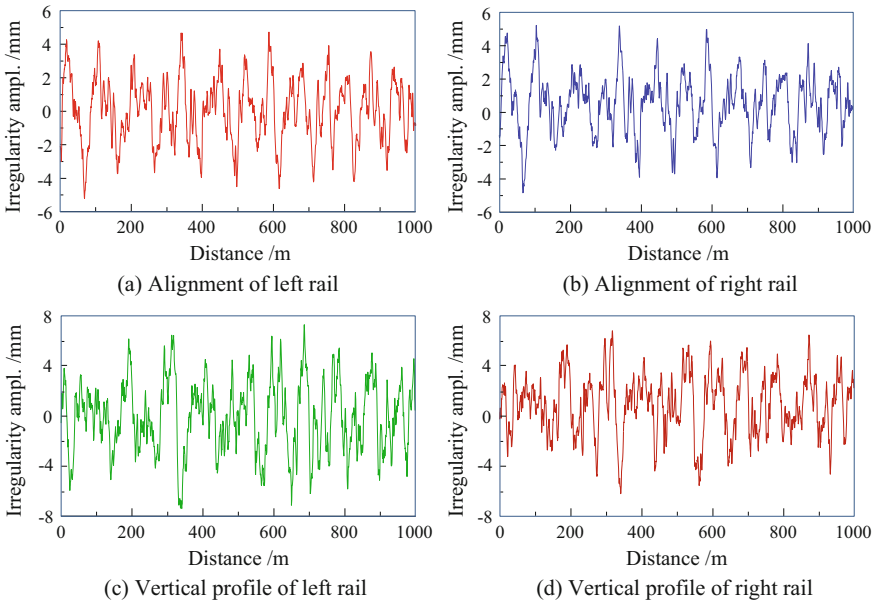 6
4
2
0
-2
-4
-6
0 200 400 600 800 1000
Irregularity ampl. /mm
Distance /m
(a) Alignment of left rail
6
4
2
0
-2
-4
-6
0 200 400 600 800 1000
Irregularity ampl. /mm
Distance /m
(b) Alignment of right rail
8
4
0
-4
-8
0 200 400 600 800 1000
Irregularity ampl. /mm
Distance /m
(c) Vertical profile of left rail
8
4
0
-4
-8
0 200 400 600 800 1000
Irregularity ampl. /mm
Distance /m
(d) Vertical profile of right rail